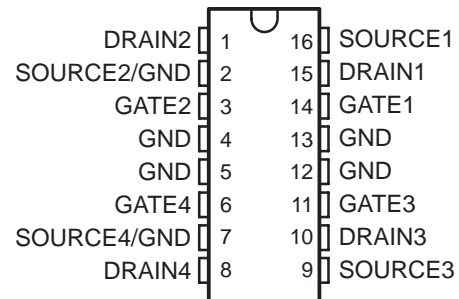 DRAIN2 1 16 SOURCE1
SOURCE2/GND 2 15 DRAIN1
GATE2 3 14 GATE1
GND 4 13 GND
GND 5 12 GND
GATE4 6 11 GATE3
SOURCE4/GND 7 10 DRAIN3
DRAIN4 8 9 SOURCE3